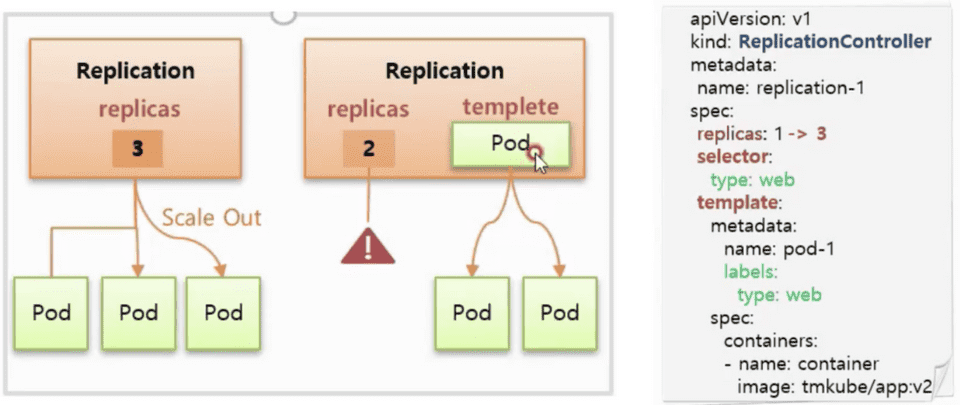 Replication
replicas
3
Scale Out
Pod
Pod
Pod
Replication
replicas
templete
2
Pod
!
Pod
Pod
apiVersion: v1
kind: ReplicationController
metadata:
name: replication-1
spec:
replicas: 1 -> 3
selector:
type: web
template:
metadata:
name: pod-1
labels:
type: web
spec:
containers:
- name: container
image: tmkube/app:v2